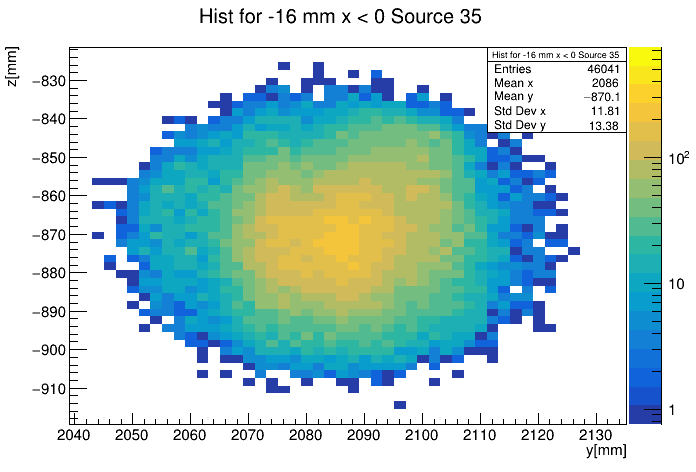 Hist for -16 mm x < 0 Source 35
z[mm]
Hist for -16 mm x < 0 Source 35
Entries 46041
Mean x 2086
Mean y −870.1
Std Dev x 11.81
Std Dev y 13.38
−830
−840
−850
−860
−870
−880
−890
−900
−910
10²
10
1
2040 2050 2060 2070 2080 2090 2100 2110 2120 2130
y[mm]